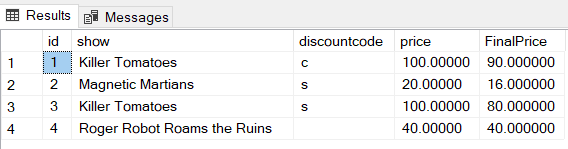 Results Messages
id show discountcode price FinalPrice
1 1 Killer Tomatoes c 100.00000 90.000000
2 2 Magnetic Martians s 20.00000 16.000000
3 3 Killer Tomatoes s 100.00000 80.000000
4 4 Roger Robot Roams the Ruins 40.00000 40.000000